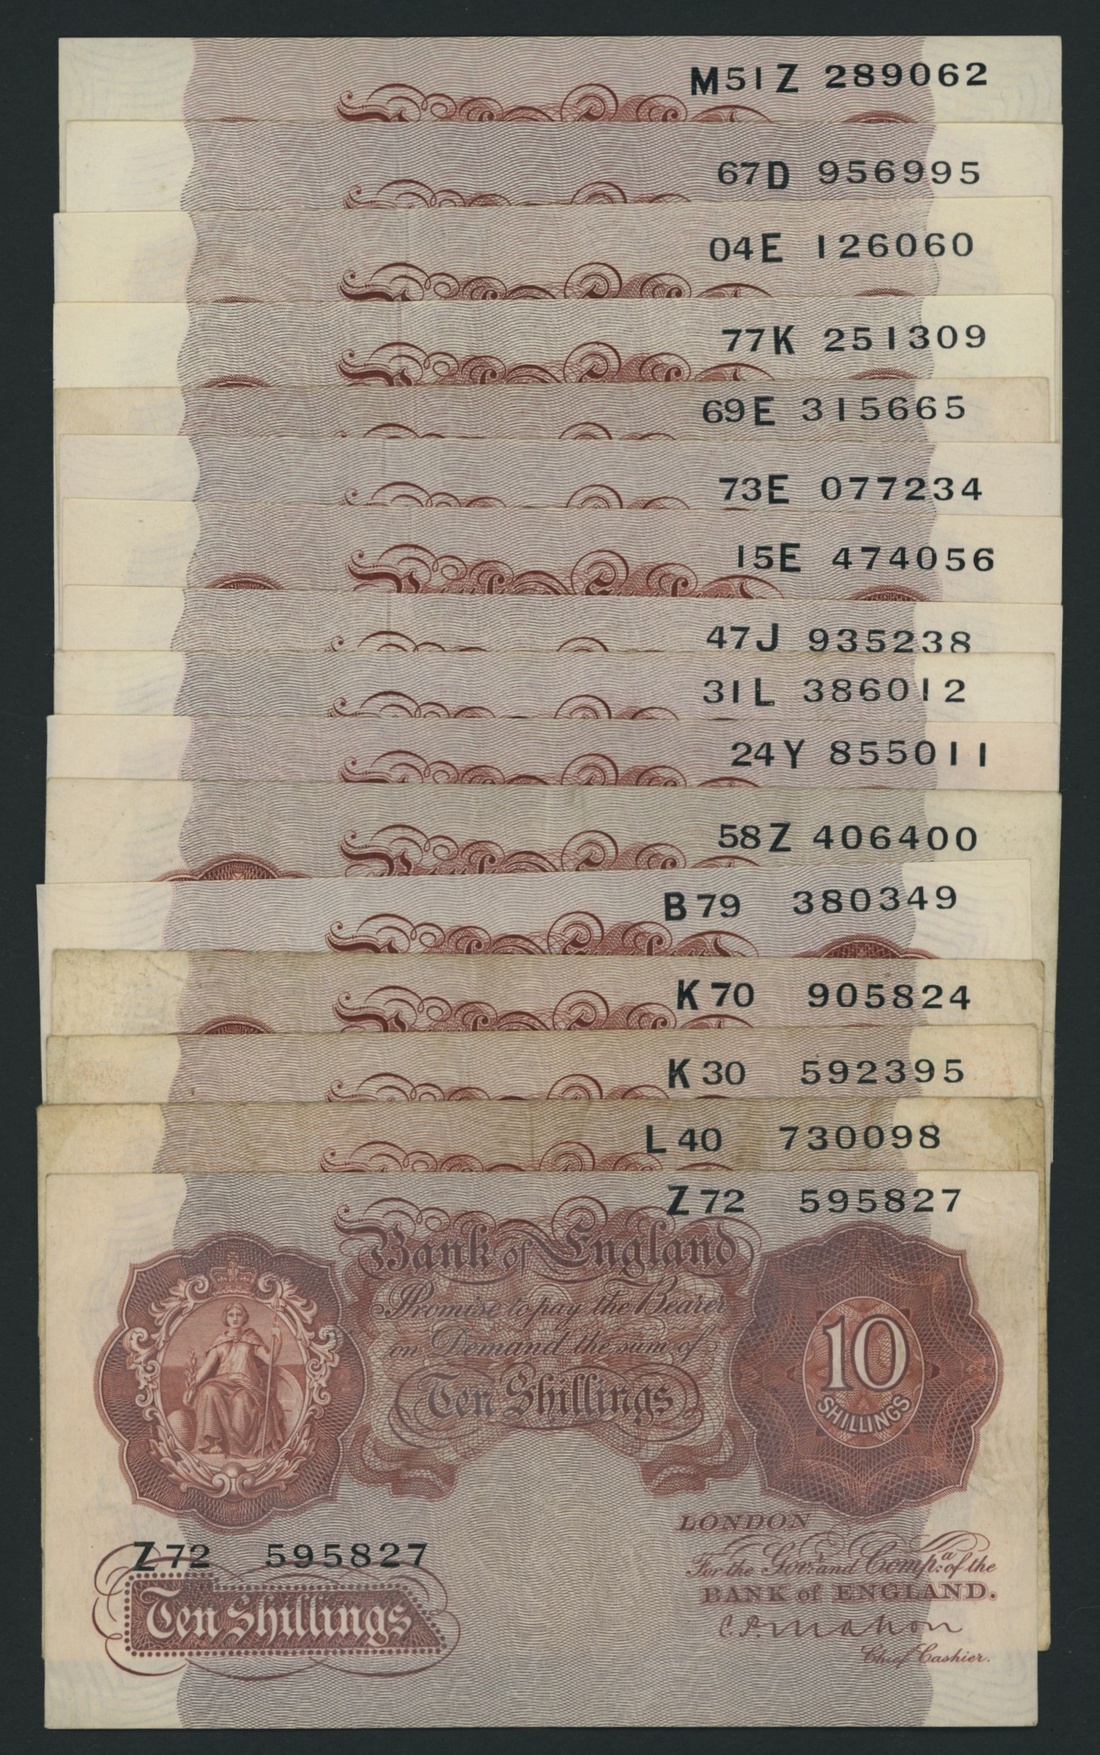 M51Z 289062
67D 956995
04E 126060
77K 251309
69E 315665
73E 077234
15E 474056
47J 935238
31L 386012
24Y 855011
58Z 406400
B79 380349
K70 905824
K30 592395
L40 730098
Z72 595827
Bank of England
Promise to pay the Bearer
on Demand the sum of
Ten Shillings
10
SHILLINGS
LONDON
For the Govr. and Compa. of the
BANK of ENGLAND.
C.P. Mahon
Chief Cashier.
Z72 595827
Ten Shillings